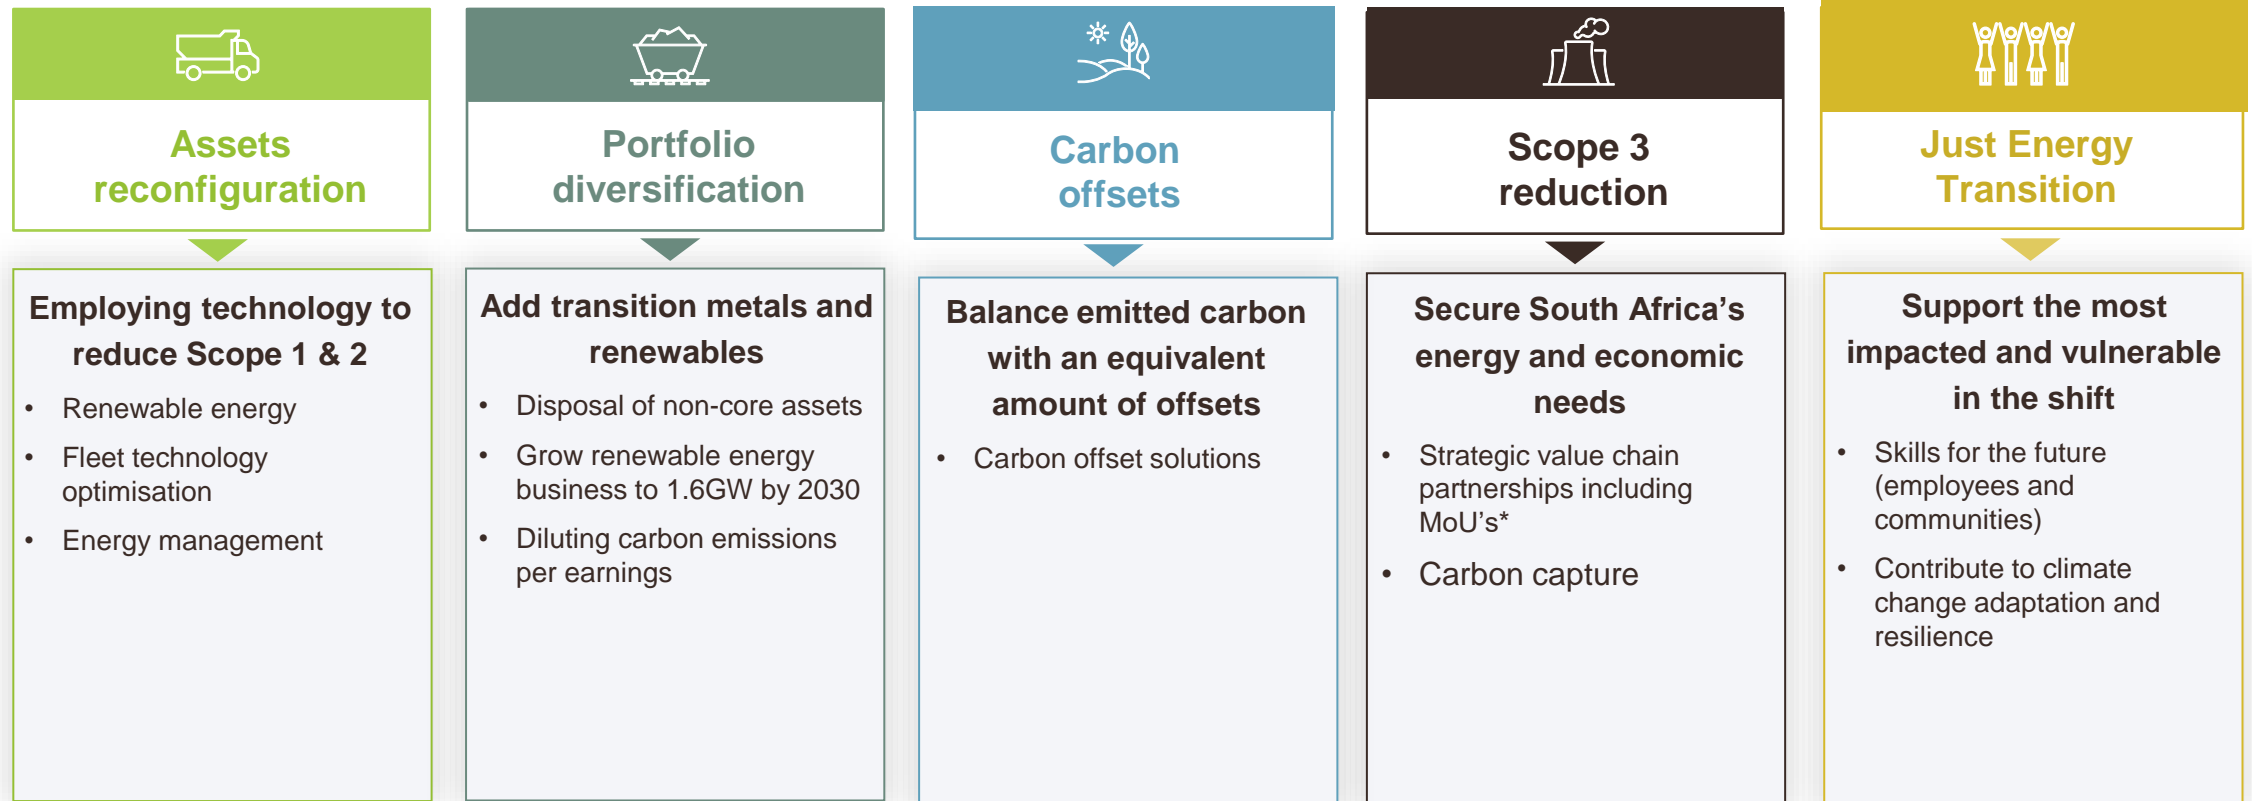 Assets
reconfiguration
Employing technology to
reduce Scope 1 & 2
• Renewable energy
• Fleet technology
optimisation
• Energy management
Portfolio
diversification
Add transition metals and
renewables
• Disposal of non-core assets
• Grow renewable energy
business to 1.6GW by 2030
• Diluting carbon emissions
per earnings
Carbon
offsets
Balance emitted carbon
with an equivalent
amount of offsets
• Carbon offset solutions
Scope 3
reduction
Secure South Africa’s
energy and economic
needs
• Strategic value chain
partnerships including
MoU's*
• Carbon capture
Just Energy
Transition
Support the most
impacted and vulnerable
in the shift
• Skills for the future
(employees and
communities)
• Contribute to climate
change adaptation and
resilience